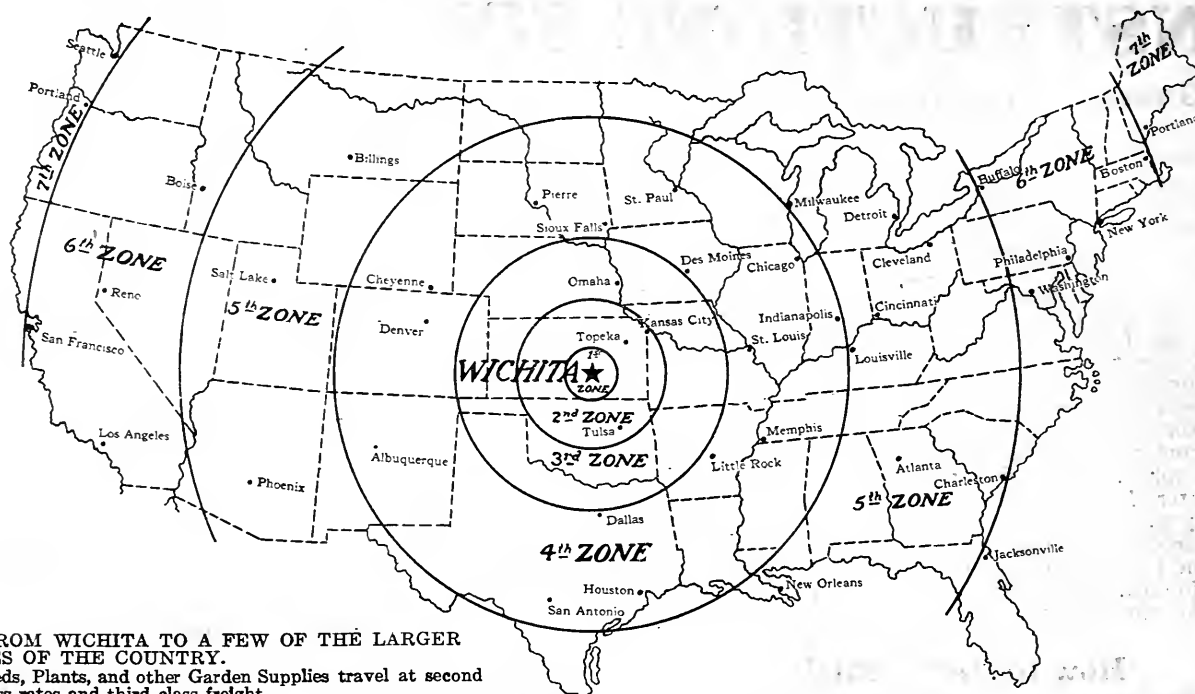 7th ZONE
Seattle
Portland
Portland
7th ZONE
Billings
Buffalo
6th ZONE
Boston
Boise
Pierre
St. Paul
Milwaukee
Detroit
New York
Sioux Falls
6th ZONE
Des Moines
Chicago
Cleveland
Philadelphia
Salt Lake
Cheyenne
Omaha
Washington
Reno
5th ZONE
Denver
Kansas City
Indianapolis
Cincinnati
San Francisco
Topeka
St. Louis
Louisville
1st
WICHITA
ZONE
2nd ZONE
Tulsa
Memphis
Los Angeles
Albuquerque
3rd ZONE
Little Rock
Atlanta
Phoenix
Charleston
5th ZONE
Dallas
4th ZONE
Jacksonville
Houston
New Orleans
San Antonio
ROM WICHITA TO A FEW OF THE LARGER
S OF THE COUNTRY.
eds, Plants, and other Garden Supplies travel at second
rates and third class freight